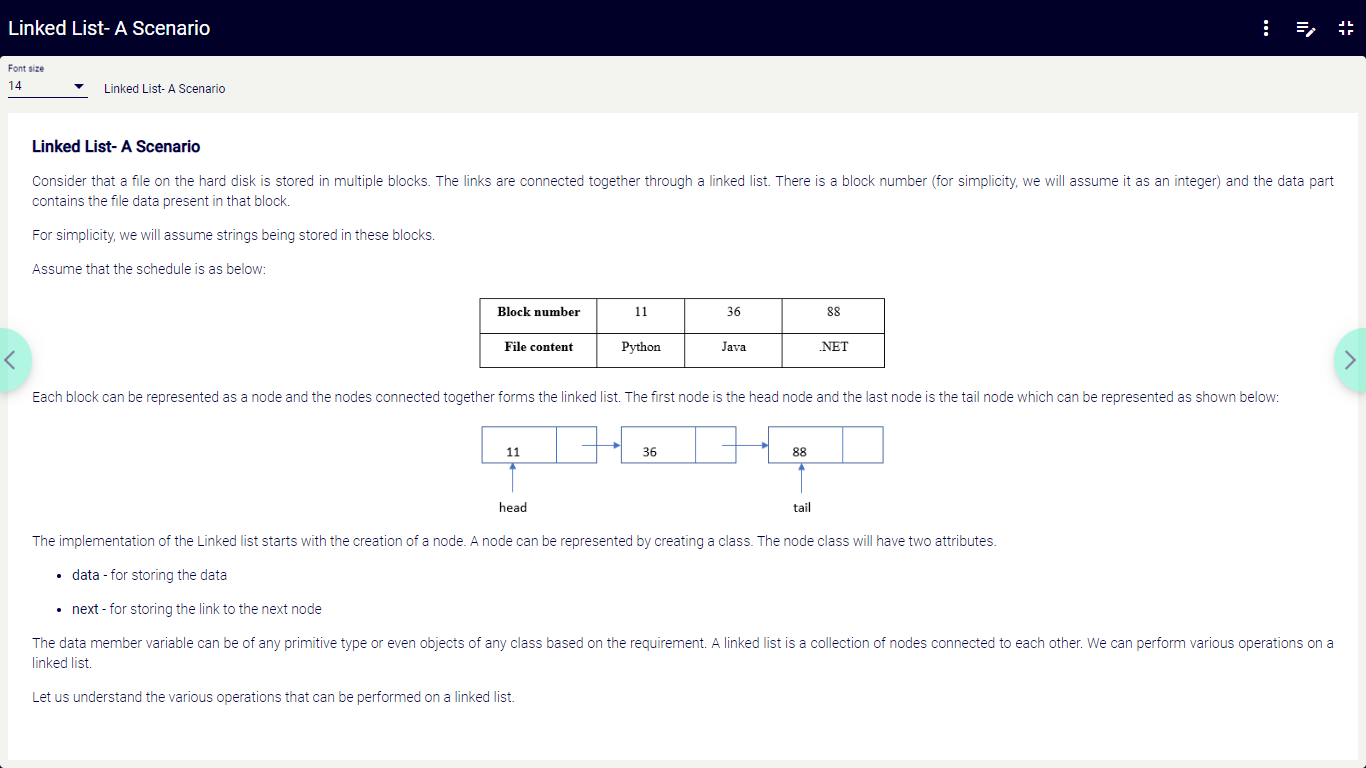 Linked List- A Scenario
Font size
14
Linked List- A Scenario
Linked List- A Scenario
Consider that a file on the hard disk is stored in multiple blocks. The links are connected together through a linked list. There is a block number (for simplicity, we will assume it as an integer) and the data part
contains the file data present in that block.
For simplicity, we will assume strings being stored in these blocks.
Assume that the schedule is as below:
Block number 11 36 88
File content Python Java .NET
Each block can be represented as a node and the nodes connected together forms the linked list. The first node is the head node and the last node is the tail node which can be represented as shown below:
11 36 88
head tail
The implementation of the Linked list starts with the creation of a node. A node can be represented by creating a class. The node class will have two attributes.
• data - for storing the data
• next - for storing the link to the next node
The data member variable can be of any primitive type or even objects of any class based on the requirement. A linked list is a collection of nodes connected to each other. We can perform various operations on a
linked list.
Let us understand the various operations that can be performed on a linked list.